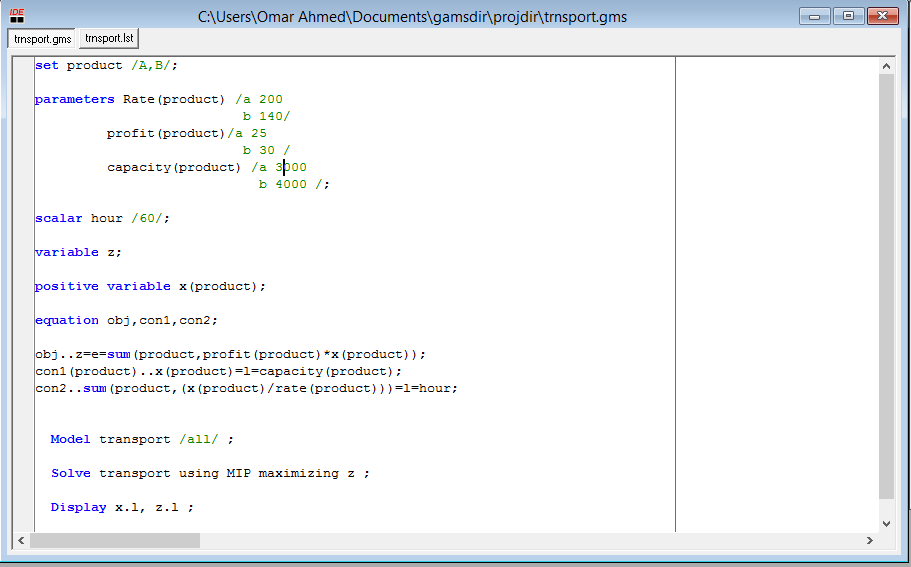 IDE
C:\Users\Omar Ahmed\Documents\gamsdir\projdir\trnsport.gms
trnsport.gms trnsport.lst
set product /A,B/;
parameters Rate(product) /a 200
b 140/
profit(product)/a 25
b 30 /
capacity(product) /a 3000
b 4000 /;
scalar hour /60/;
variable z;
positive variable x(product);
equation obj,con1,con2;
obj..z=e=sum(product,profit(product)*x(product));
con1(product)..x(product)=l=capacity(product);
con2..sum(product,(x(product)/rate(product)))=l=hour;
Model transport /all/ ;
Solve transport using MIP maximizing z ;
Display x.l, z.l ;